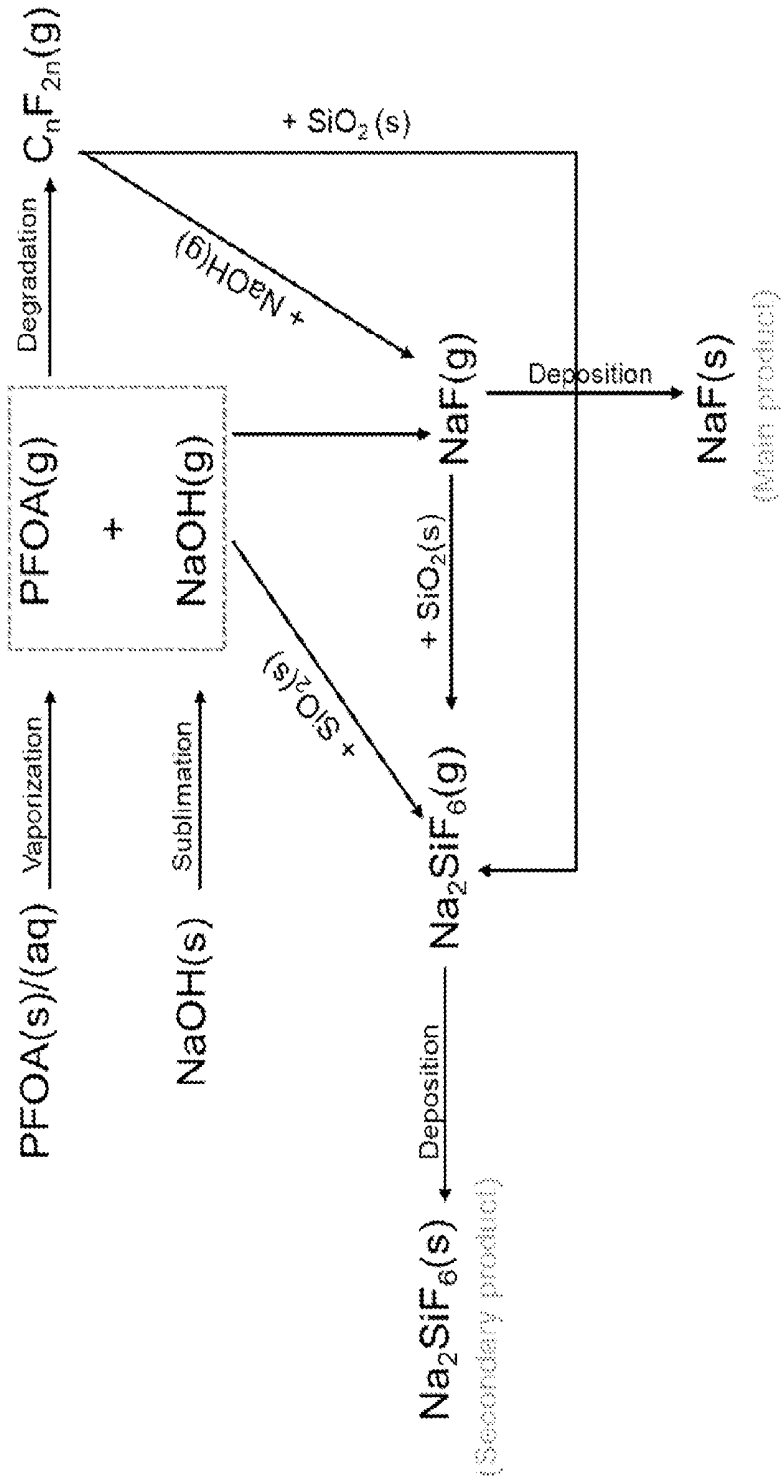 PFOA(s)/(aq)
Vaporization
PFOA(g)
Degradation
CₙF₂ₙ(g)
+
NaOH(s)
Sublimation
NaOH(g)
+ SiO₂(s)
+ NaOH(g)
+ SiO₂ (s)
Na₂SiF₆(s)
(Secondary product)
Deposition
Na₂SiF₆(g)
+ SiO₂(s)
NaF(g)
Deposition
NaF(s)
(Main product)